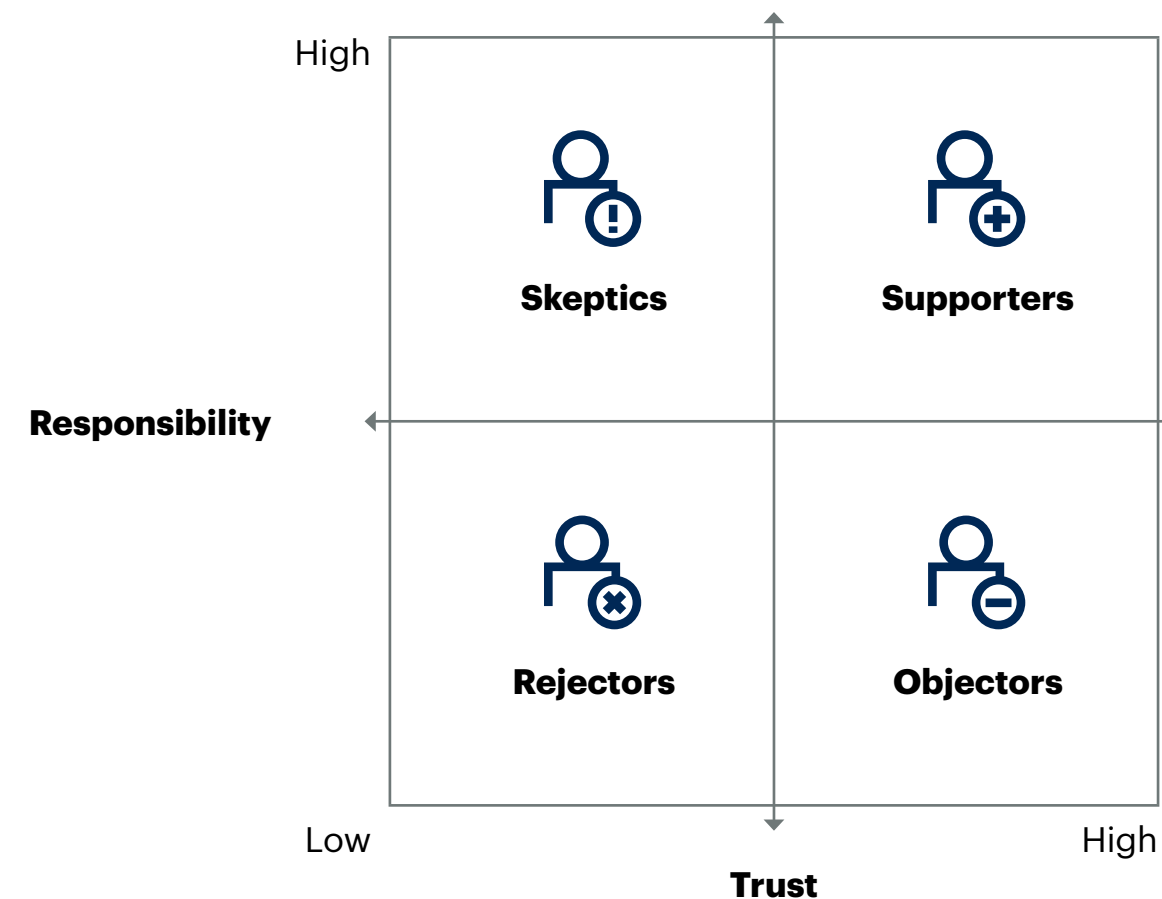 High
Skeptics
Supporters
Responsibility
Rejectors
Objectors
Low
High
Trust